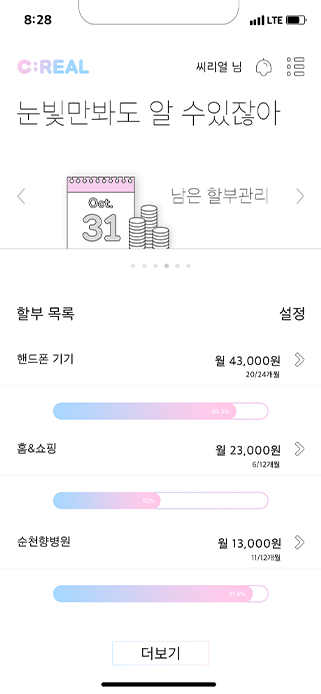 8:28
LTE
C:REAL
씨리얼 님
눈빛만봐도 알 수있잖아
Oct.
31
남은 할부관리
할부 목록
설정
핸드폰 기기
월 43,000원
20/24개월
83.3%
홈&쇼핑
월 23,000원
6/12개월
50%
순천향병원
월 13,000원
11/12개월
91.6%
더보기